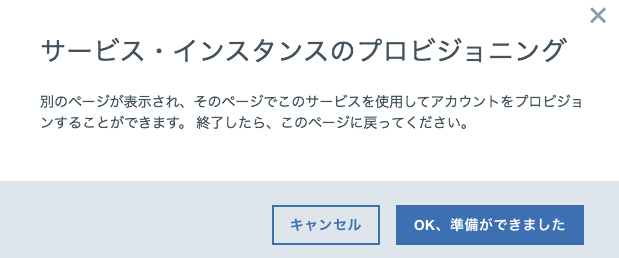 サービス・インスタンスのプロビジョニング
別のページが表示され、そのページでこのサービスを使用してアカウントをプロビジョ
ンすることができます。 終了したら、このページに戻ってください。
キャンセル
OK、準備ができました